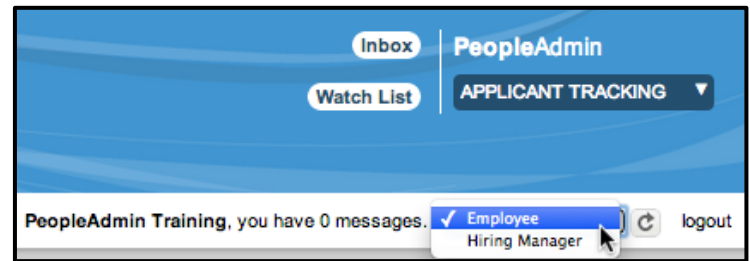 Inbox
PeopleAdmin
Watch List
APPLICANT TRACKING
PeopleAdmin Training, you have 0 messages.
✓ Employee
Hiring Manager
logout